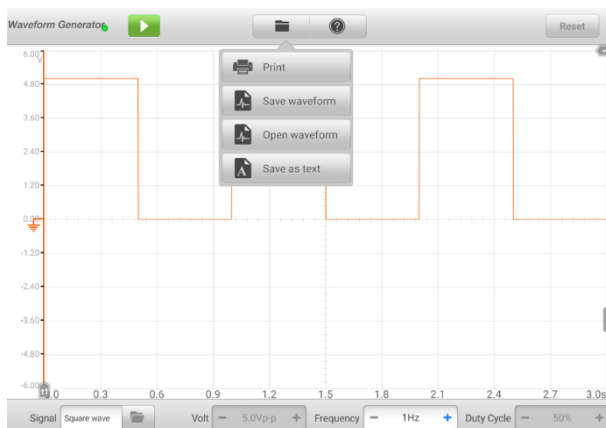 Waveform Generator
Reset
Print
Save waveform
Open waveform
Save as text
6.00
V
4.80
3.60
2.40
1.20
0.00
-1.20
-2.40
-3.60
-4.80
-6.00
0.0 0.3 0.6 0.9 1.2 1.5 1.8 2.1 2.4 2.7 3.0s
Signal Square wave Volt - 5.0Vp-p + Frequency - 1Hz + Duty Cycle - 50% +